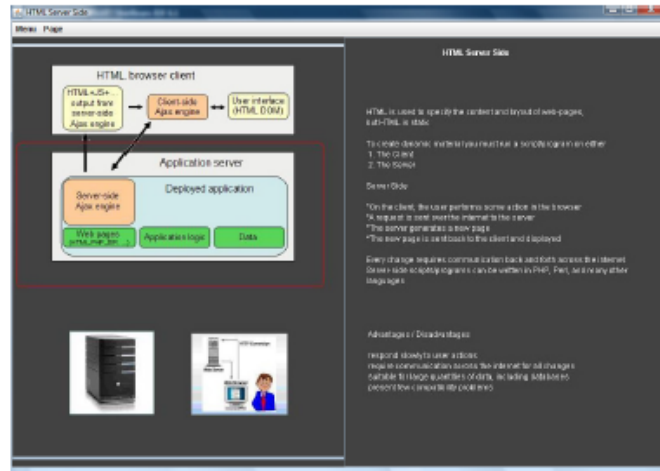 HTML Server Side
Menu Page
HTML browser client
HTML+JS+...
output from
server-side
Ajax engine
Client-side
Ajax engine
User interface
(HTML DOM)
Application server
Server-side
Ajax engine
Deployed application
Web pages
Application logic
Data
HTML Server Side
HTML is used to specify the content and layout of web-pages,
HTML is static
To create dynamic material you must run a script/program on either
1. The Client
2. The Server
Server Side
*On the client, the user performs some action in the browser
*A request is sent over the internet to the server
*The server generates a new page
*The new page is sent back to the client and displayed
Every change requires communication back and forth across the internet
Server-side scripts/programs can be written in PHP, Perl, and many other
languages
Advantages / Disadvantages
respond slowly to user actions
require communication across the internet for all changes
suitable for large quantities of data, including databases
present few compatibility problems